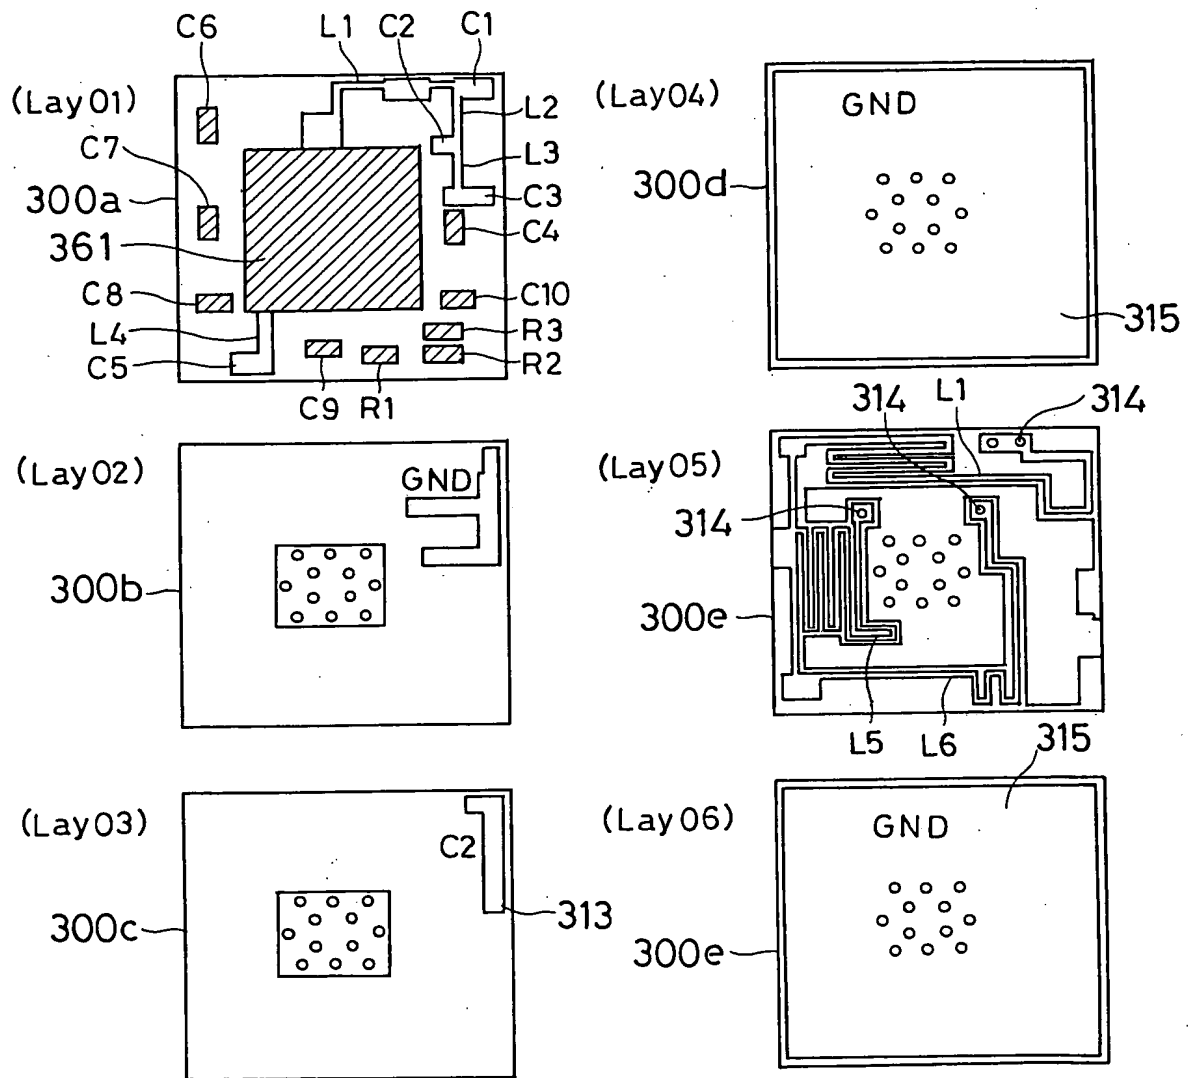 C6 L1 C2 C1
(Lay01)
L2
C7
L3
300a
C3
361
C4
C8
C10
L4
R3
C5
R2
C9 R1
(Lay02)
GND
300b
(Lay03)
C2
300c
313
(Lay04)
GND
300d
315
314 L1 314
(Lay05)
314
300e
L5 L6
315
(Lay06)
GND
300e